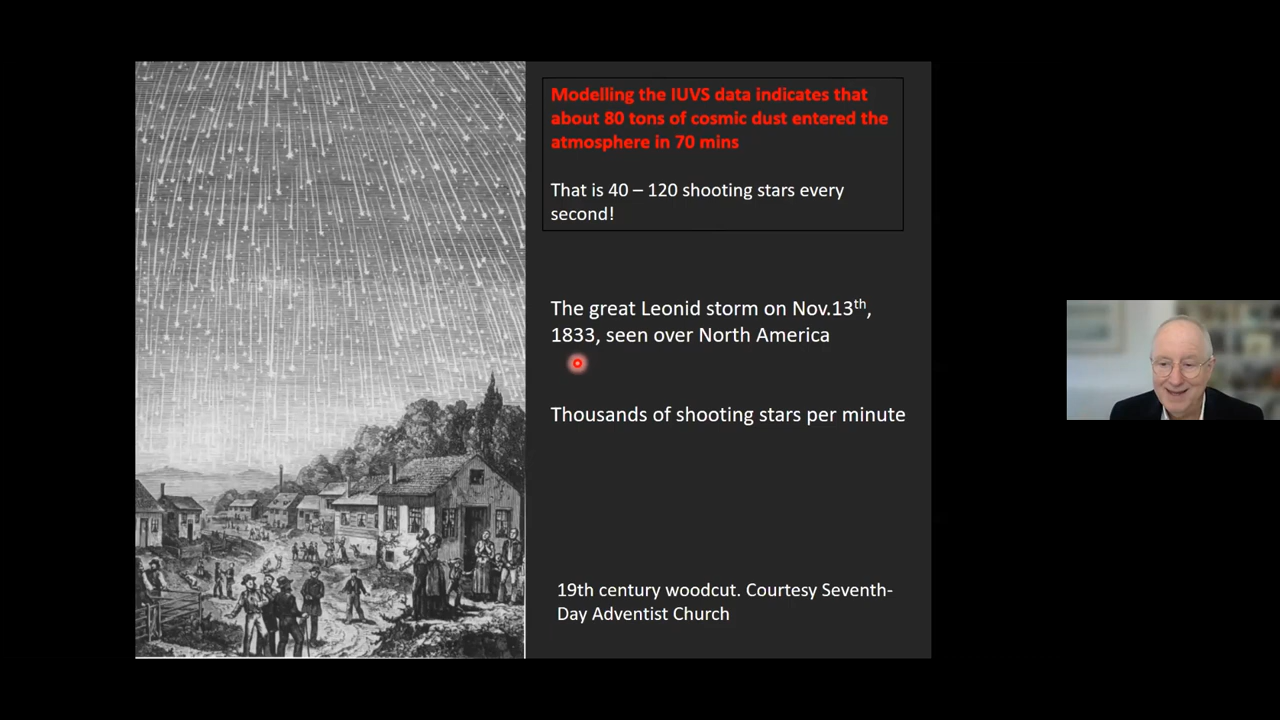 Modelling the IUVS data indicates that
about 80 tons of cosmic dust entered the
atmosphere in 70 mins
That is 40 – 120 shooting stars every
second!
The great Leonid storm on Nov.13th,
1833, seen over North America
Thousands of shooting stars per minute
19th century woodcut. Courtesy Seventh-
Day Adventist Church